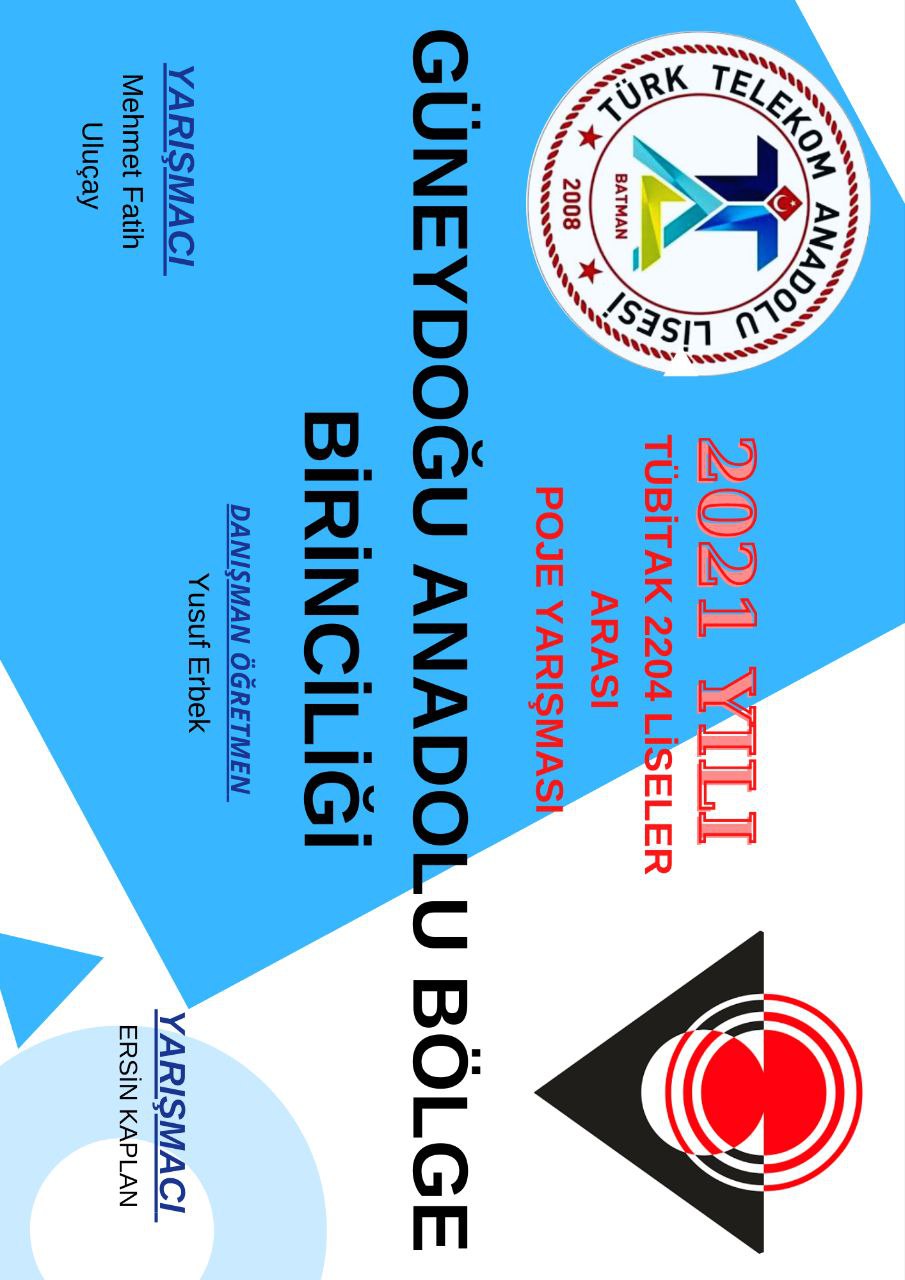 TÜRK TELEKOM ANADOLU LİSESİ
BATMAN
2008
2021 YILI
TÜBİTAK 2204 LİSELER
ARASI
POJE YARIŞMASI
GÜNEYDOĞU ANADOLU BÖLGE
BİRİNCİLİĞİ
DANIŞMAN ÖĞRETMEN
Yusuf Erbek
YARIŞMACI
Mehmet Fatih
Uluçay
YARIŞMACI
ERSİN KAPLAN